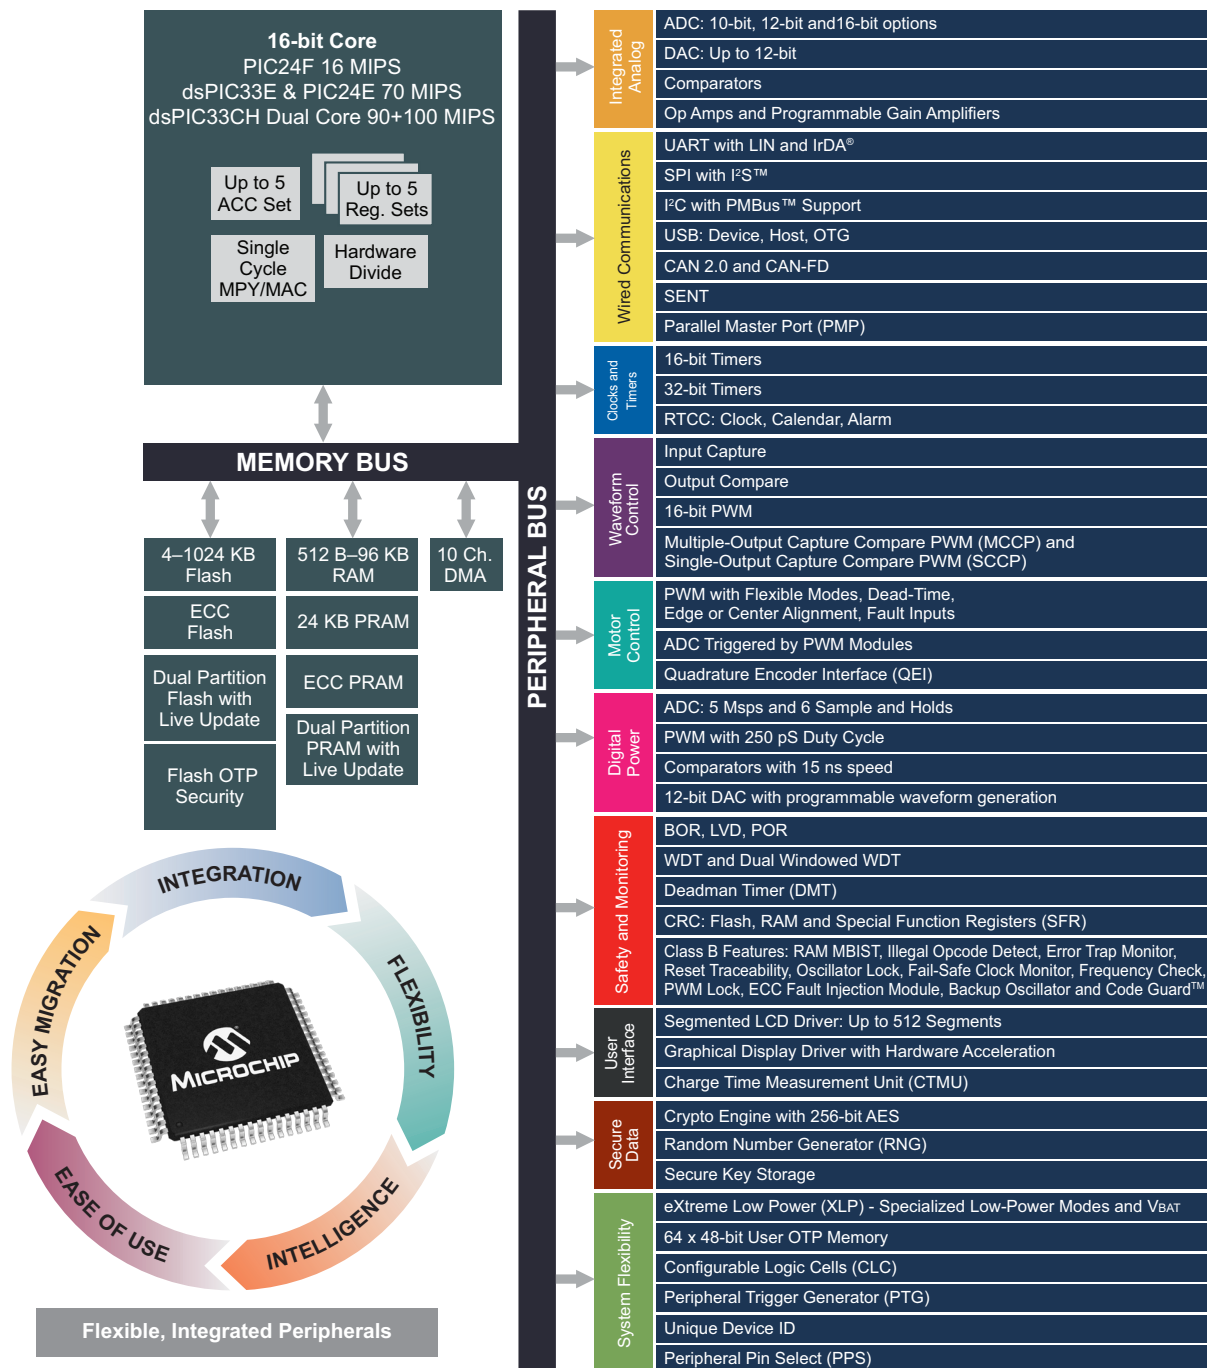 16-bit Core
PIC24F 16 MIPS
dsPIC33E & PIC24E 70 MIPS
dsPIC33CH Dual Core 90+100 MIPS
Up to 5
ACC Set
Up to 5
Reg. Sets
Single
Cycle
MPY/MAC
Hardware
Divide
MEMORY BUS
4–1024 KB
Flash
ECC
Flash
Dual Partition
Flash with
Live Update
Flash OTP
Security
512 B–96 KB
RAM
24 KB PRAM
ECC PRAM
Dual Partition
PRAM with
Live Update
10 Ch.
DMA
PERIPHERAL BUS
Integrated
Analog
ADC: 10-bit, 12-bit and16-bit options
DAC: Up to 12-bit
Comparators
Op Amps and Programmable Gain Amplifiers
Wired Communications
UART with LIN and IrDA®
SPI with I²S™
I²C with PMBus™ Support
USB: Device, Host, OTG
CAN 2.0 and CAN-FD
SENT
Parallel Master Port (PMP)
Clocks and
Timers
16-bit Timers
32-bit Timers
RTCC: Clock, Calendar, Alarm
Waveform
Control
Input Capture
Output Compare
16-bit PWM
Multiple-Output Capture Compare PWM (MCCP) and
Single-Output Capture Compare PWM (SCCP)
Motor
Control
PWM with Flexible Modes, Dead-Time,
Edge or Center Alignment, Fault Inputs
ADC Triggered by PWM Modules
Quadrature Encoder Interface (QEI)
Digital
Power
ADC: 5 Msps and 6 Sample and Holds
PWM with 250 pS Duty Cycle
Comparators with 15 ns speed
12-bit DAC with programmable waveform generation
Safety and Monitoring
BOR, LVD, POR
WDT and Dual Windowed WDT
Deadman Timer (DMT)
CRC: Flash, RAM and Special Function Registers (SFR)
Class B Features: RAM MBIST, Illegal Opcode Detect, Error Trap Monitor,
Reset Traceability, Oscillator Lock, Fail-Safe Clock Monitor, Frequency Check,
PWM Lock, ECC Fault Injection Module, Backup Oscillator and Code Guard™
User
Interface
Segmented LCD Driver: Up to 512 Segments
Graphical Display Driver with Hardware Acceleration
Charge Time Measurement Unit (CTMU)
Secure
Data
Crypto Engine with 256-bit AES
Random Number Generator (RNG)
Secure Key Storage
System Flexibility
eXtreme Low Power (XLP) - Specialized Low-Power Modes and VBAT
64 x 48-bit User OTP Memory
Configurable Logic Cells (CLC)
Peripheral Trigger Generator (PTG)
Unique Device ID
Peripheral Pin Select (PPS)
INTEGRATION
FLEXIBILITY
INTELLIGENCE
EASE OF USE
EASY MIGRATION
MICROCHIP
Flexible, Integrated Peripherals